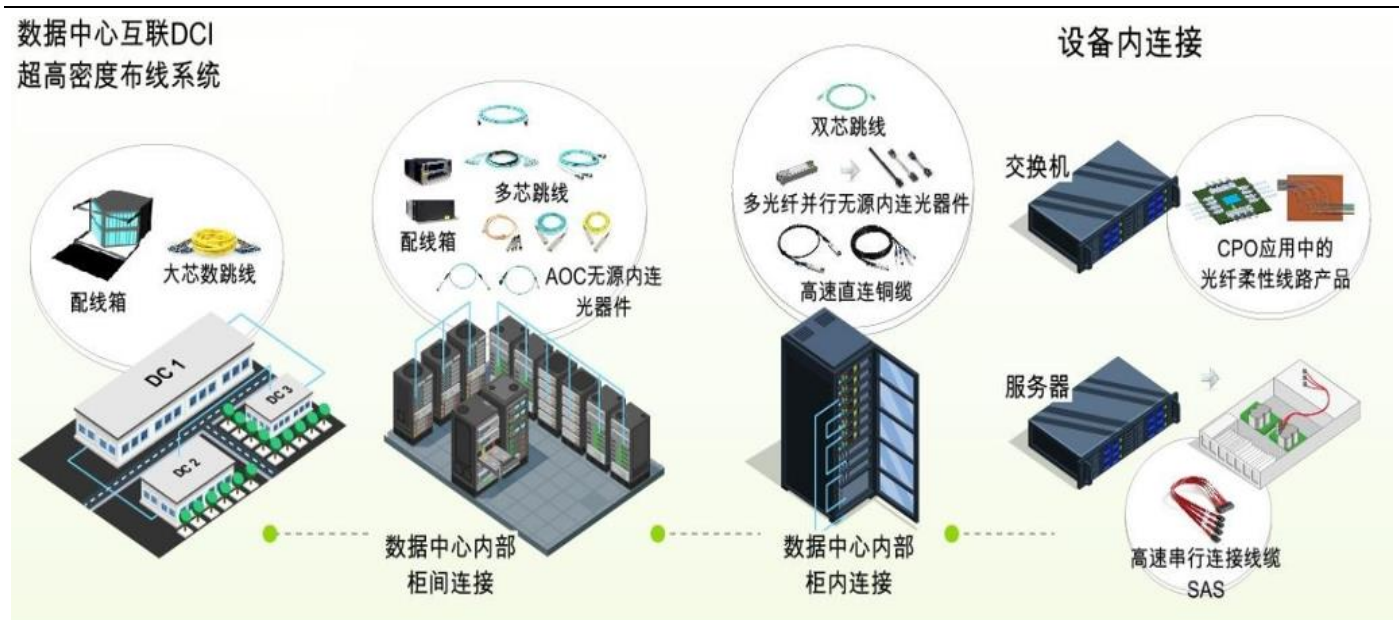 数据中心互联DCI
超高密度布线系统
配线箱
大芯数跳线
DC 1
DC 2
DC 3
多芯跳线
配线箱
AOC无源内连
光器件
数据中心内部
柜间连接
双芯跳线
多光纤并行无源内连光器件
高速直连铜缆
数据中心内部
柜内连接
设备内连接
交换机
CPO应用中的
光纤柔性线路产品
服务器
高速串行连接线缆
SAS